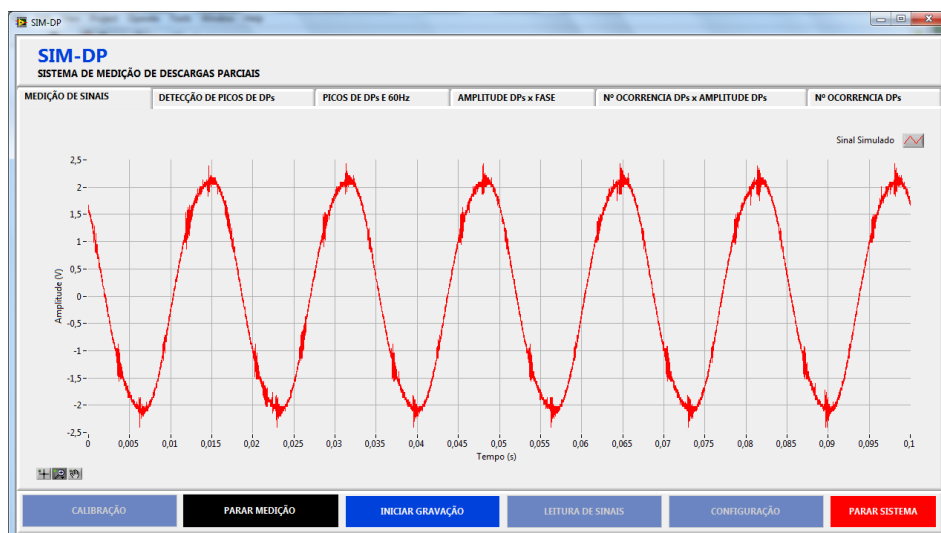 SIM-DP
SIM-DP
SISTEMA DE MEDIÇÃO DE DESCARGAS PARCIAIS
MEDIÇÃO DE SINAIS DETECÇÃO DE PICOS DE DPs PICOS DE DPs E 60Hz AMPLITUDE DPs x FASE Nº OCORRENCIA DPs x AMPLITUDE DPs Nº OCORRENCIA DPs
Sinal Simulado
Amplitude (V)
2,5
2
1,5
1
0,5
0
-0,5
-1
-1,5
-2
-2,5
0 0,005 0,01 0,015 0,02 0,025 0,03 0,035 0,04 0,045 0,05 0,055 0,06 0,065 0,07 0,075 0,08 0,085 0,09 0,095 0,1
Tempo (s)
CALIBRAÇÃO PARAR MEDIÇÃO INICIAR GRAVAÇÃO LEITURA DE SINAIS CONFIGURAÇÃO PARAR SISTEMA